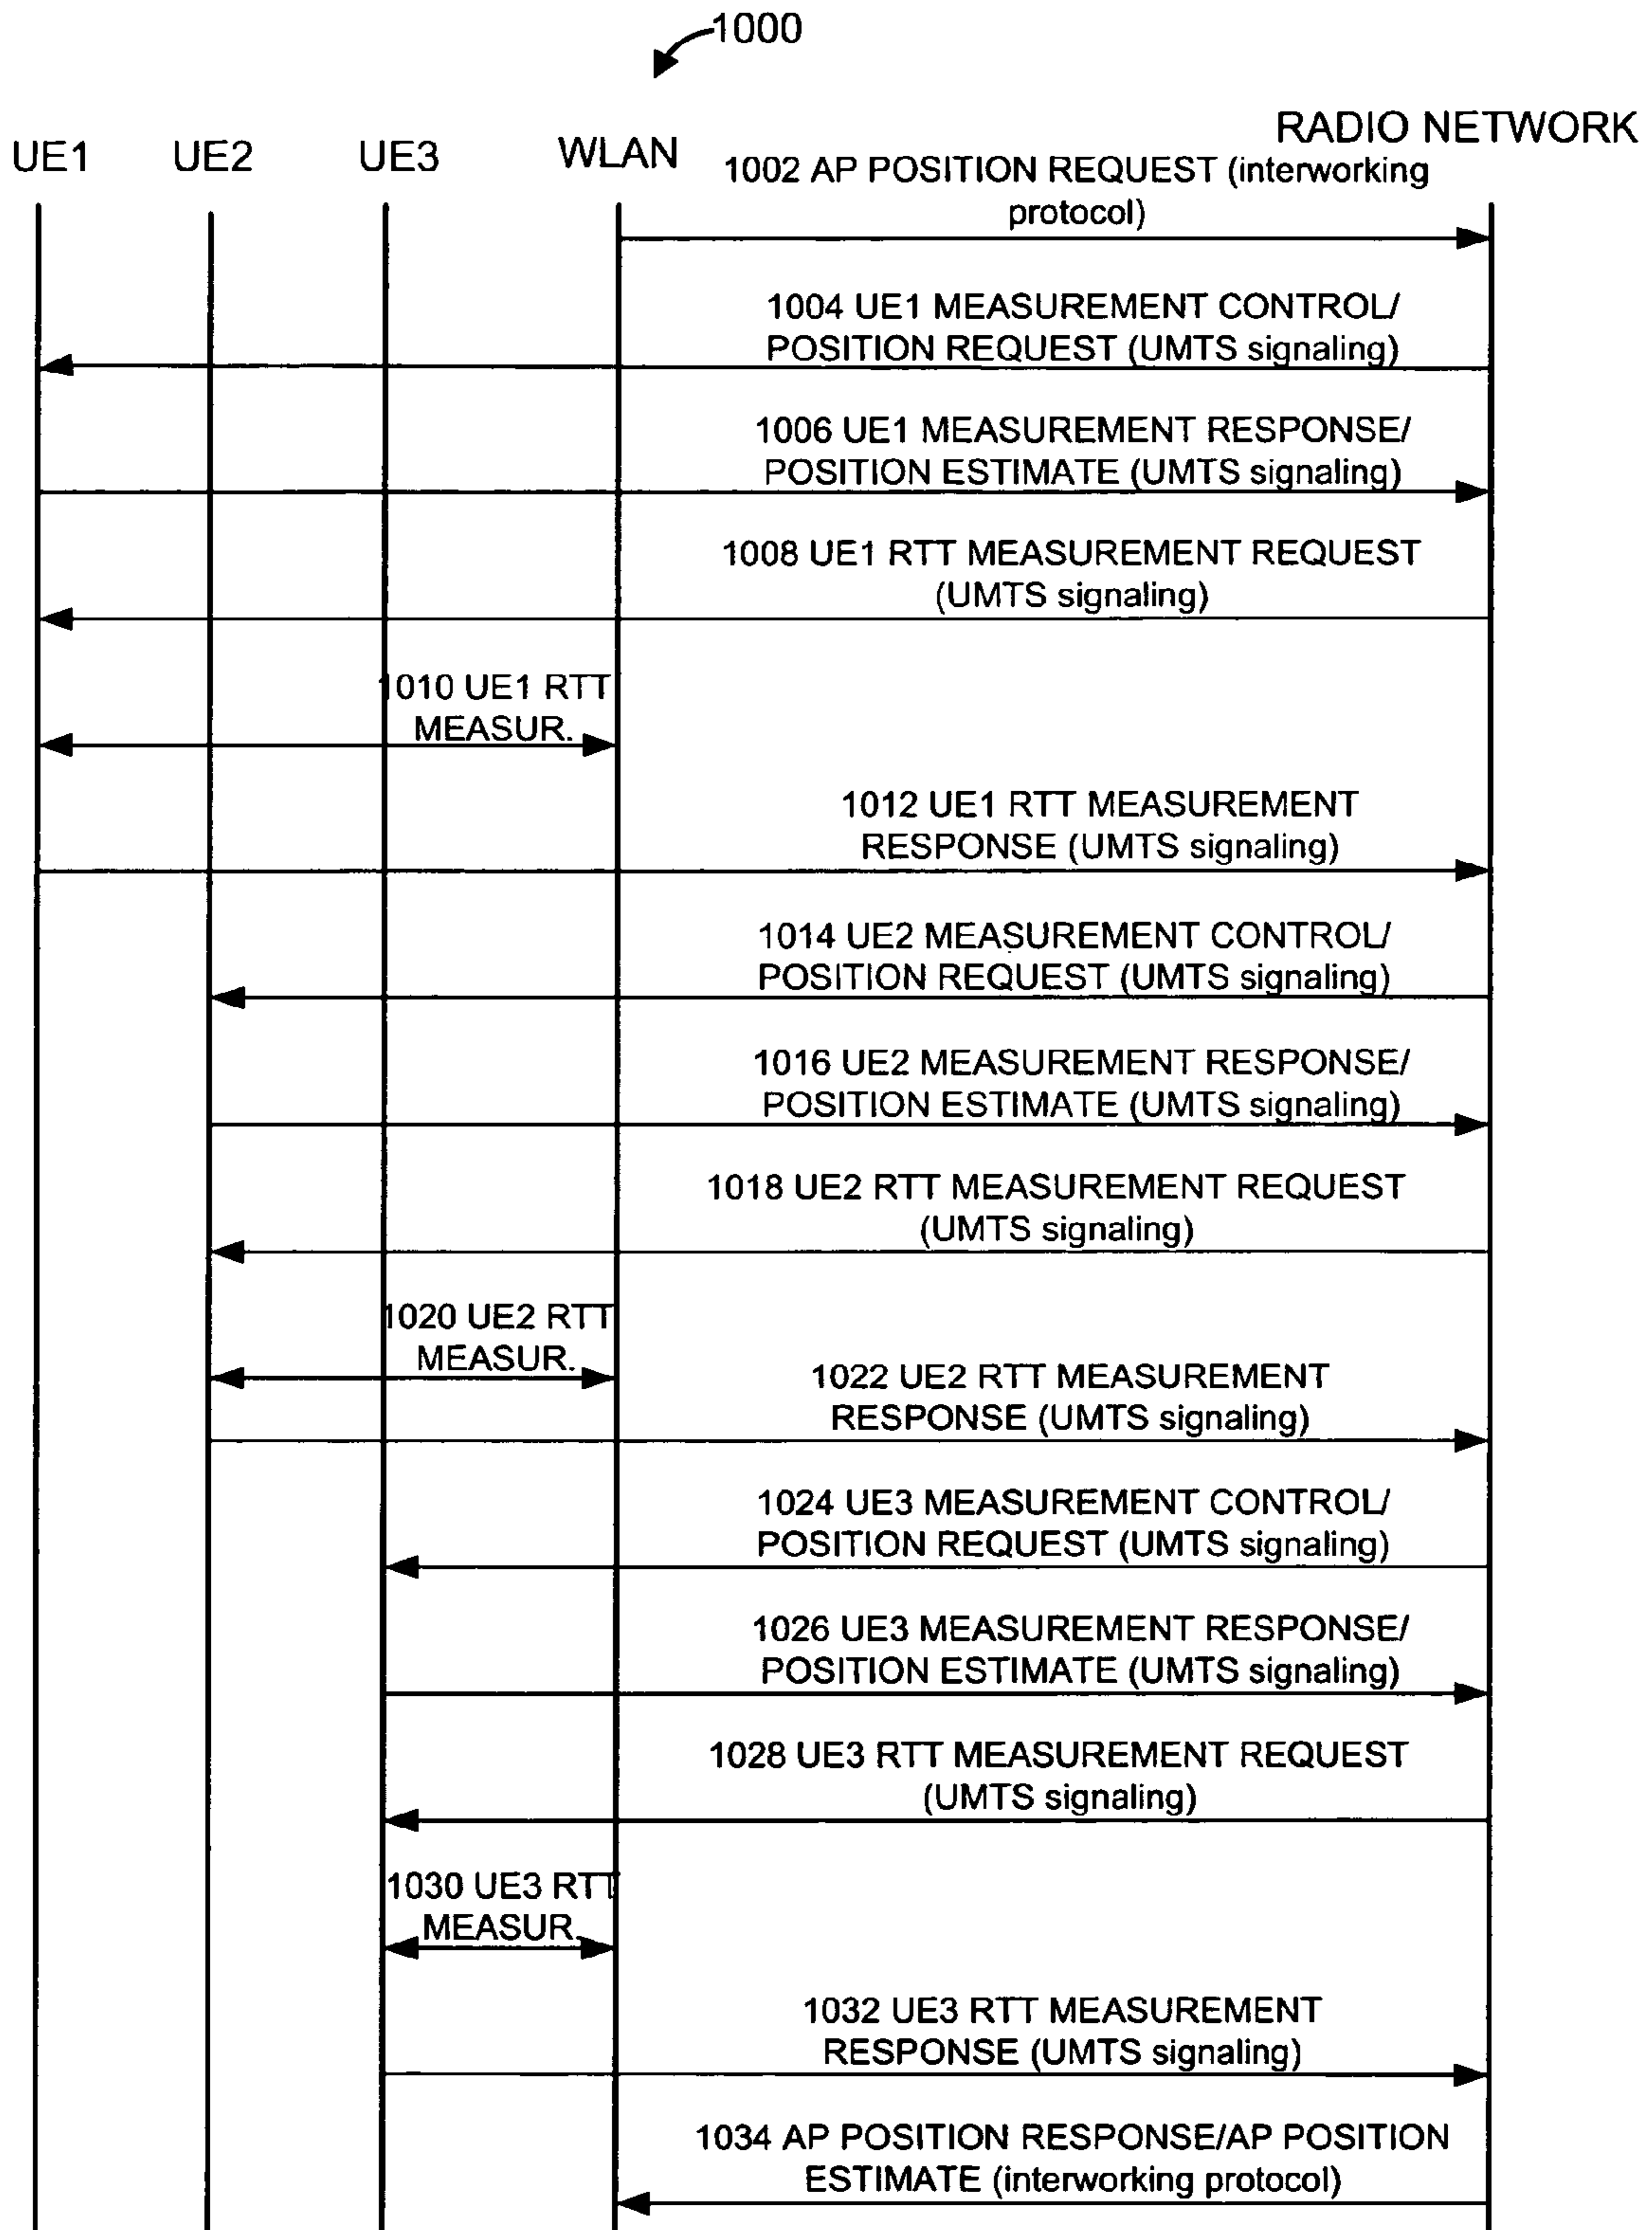 1000
RADIO NETWORK
UE1 UE2 UE3 WLAN
1002 AP POSITION REQUEST (interworking
protocol)
1004 UE1 MEASUREMENT CONTROL/
POSITION REQUEST (UMTS signaling)
1006 UE1 MEASUREMENT RESPONSE/
POSITION ESTIMATE (UMTS signaling)
1008 UE1 RTT MEASUREMENT REQUEST
(UMTS signaling)
1010 UE1 RTT
MEASUR.
1012 UE1 RTT MEASUREMENT
RESPONSE (UMTS signaling)
1014 UE2 MEASUREMENT CONTROL/
POSITION REQUEST (UMTS signaling)
1016 UE2 MEASUREMENT RESPONSE/
POSITION ESTIMATE (UMTS signaling)
1018 UE2 RTT MEASUREMENT REQUEST
(UMTS signaling)
1020 UE2 RTT
MEASUR.
1022 UE2 RTT MEASUREMENT
RESPONSE (UMTS signaling)
1024 UE3 MEASUREMENT CONTROL/
POSITION REQUEST (UMTS signaling)
1026 UE3 MEASUREMENT RESPONSE/
POSITION ESTIMATE (UMTS signaling)
1028 UE3 RTT MEASUREMENT REQUEST
(UMTS signaling)
1030 UE3 RTT
MEASUR.
1032 UE3 RTT MEASUREMENT
RESPONSE (UMTS signaling)
1034 AP POSITION RESPONSE/AP POSITION
ESTIMATE (interworking protocol)